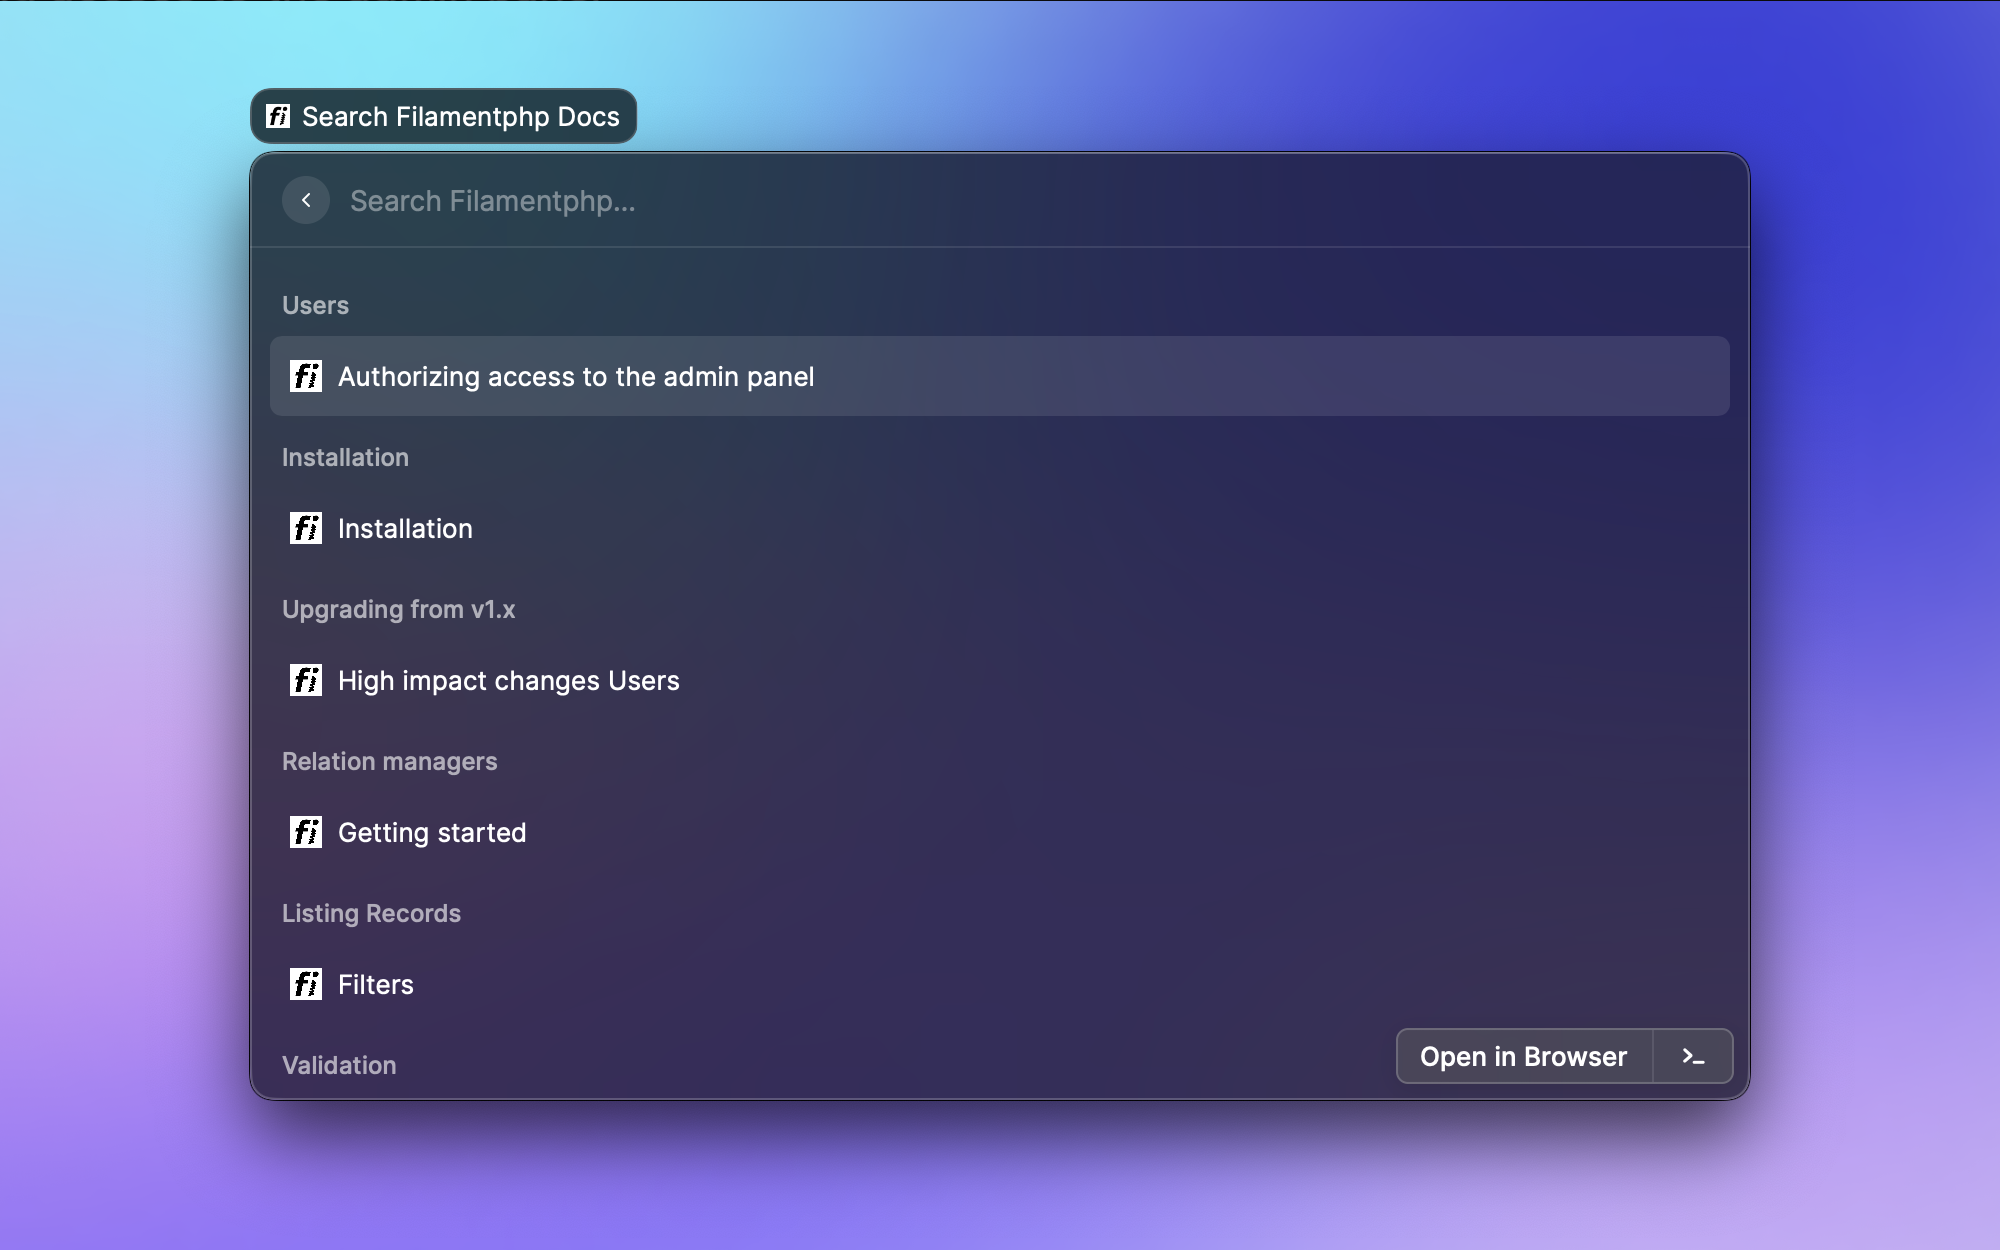 fi Search Filamentphp Docs
Search Filamentphp...
Users
fi Authorizing access to the admin panel
Installation
fi Installation
Upgrading from v1.x
fi High impact changes Users
Relation managers
fi Getting started
Listing Records
fi Filters
Validation
Open in Browser